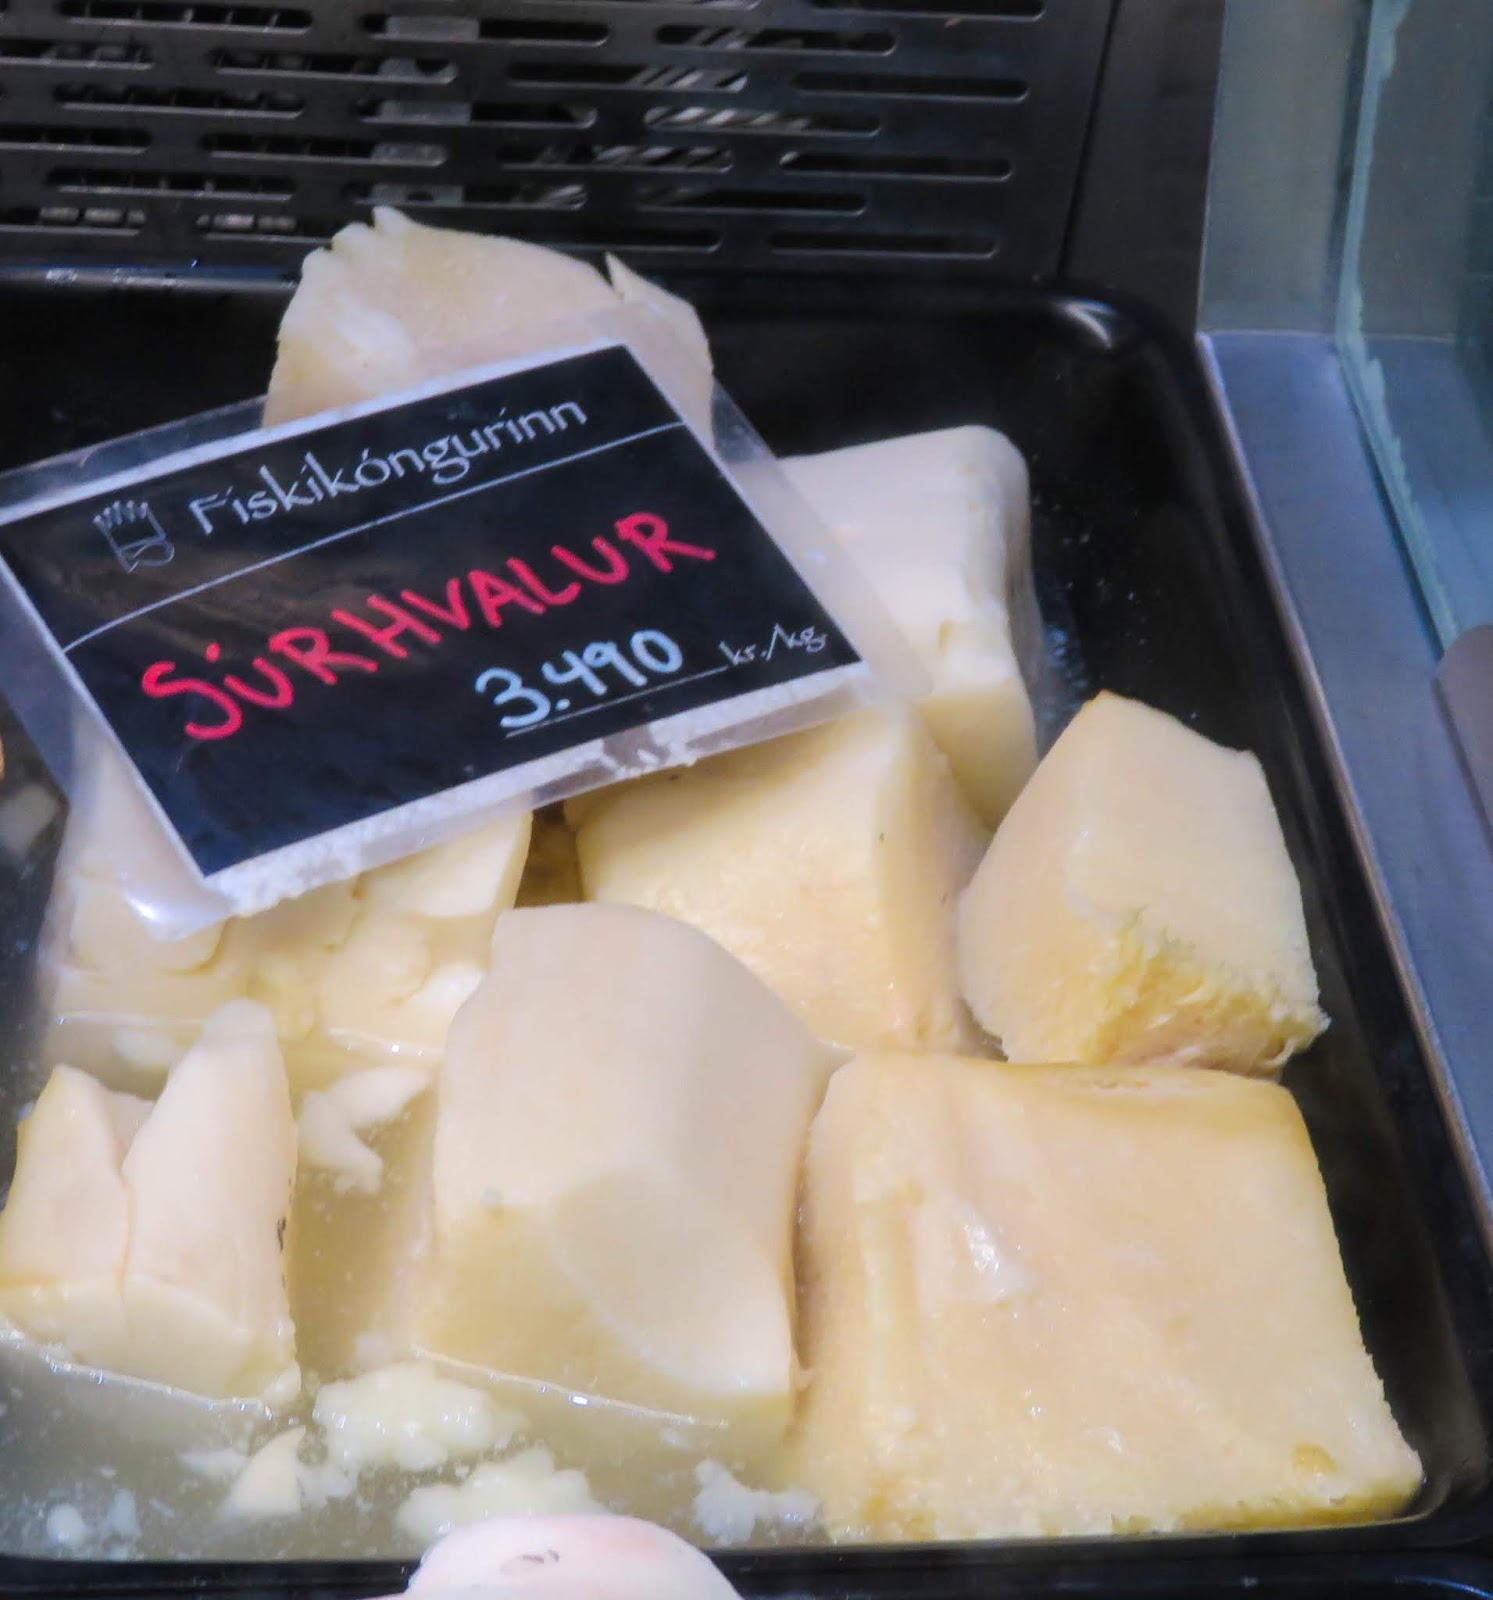 Fiskikóngurinn
SÚRHVALUR
3.490 kr./kg.